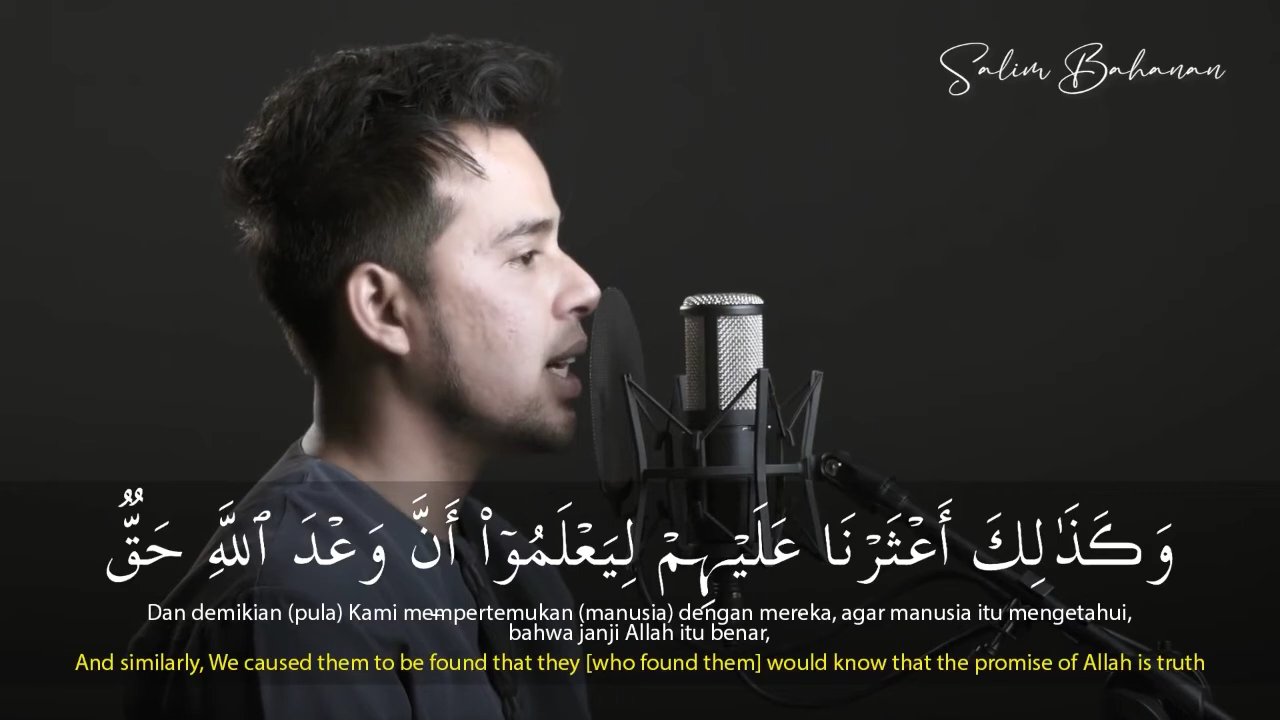 Salim Bahanan
وَكَذَٰلِكَ أَعْثَرْنَا عَلَيْهِمْ لِيَعْلَمُوٓا۟ أَنَّ وَعْدَ ٱللَّهِ حَقٌّ
Dan demikian (pula) Kami mempertemukan (manusia) dengan mereka, agar manusia itu mengetahui,
bahwa janji Allah itu benar,
And similarly, We caused them to be found that they [who found them] would know that the promise of Allah is truth